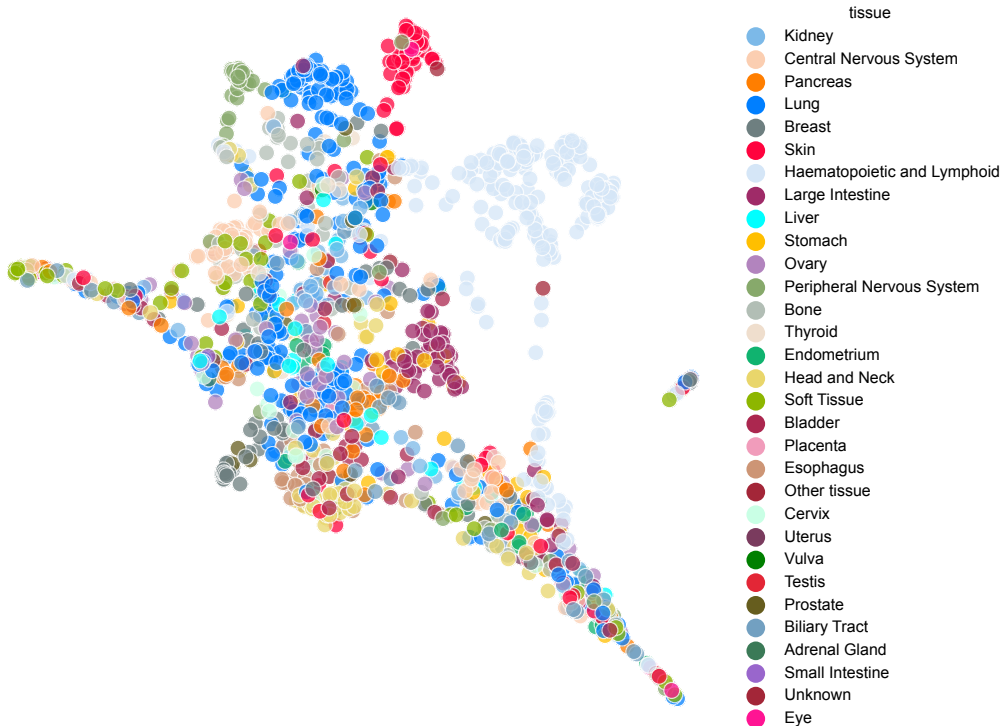 tissue
Kidney
Central Nervous System
Pancreas
Lung
Breast
Skin
Haematopoietic and Lymphoid
Large Intestine
Liver
Stomach
Ovary
Peripheral Nervous System
Bone
Thyroid
Endometrium
Head and Neck
Soft Tissue
Bladder
Placenta
Esophagus
Other tissue
Cervix
Uterus
Vulva
Testis
Prostate
Biliary Tract
Adrenal Gland
Small Intestine
Unknown
Eye